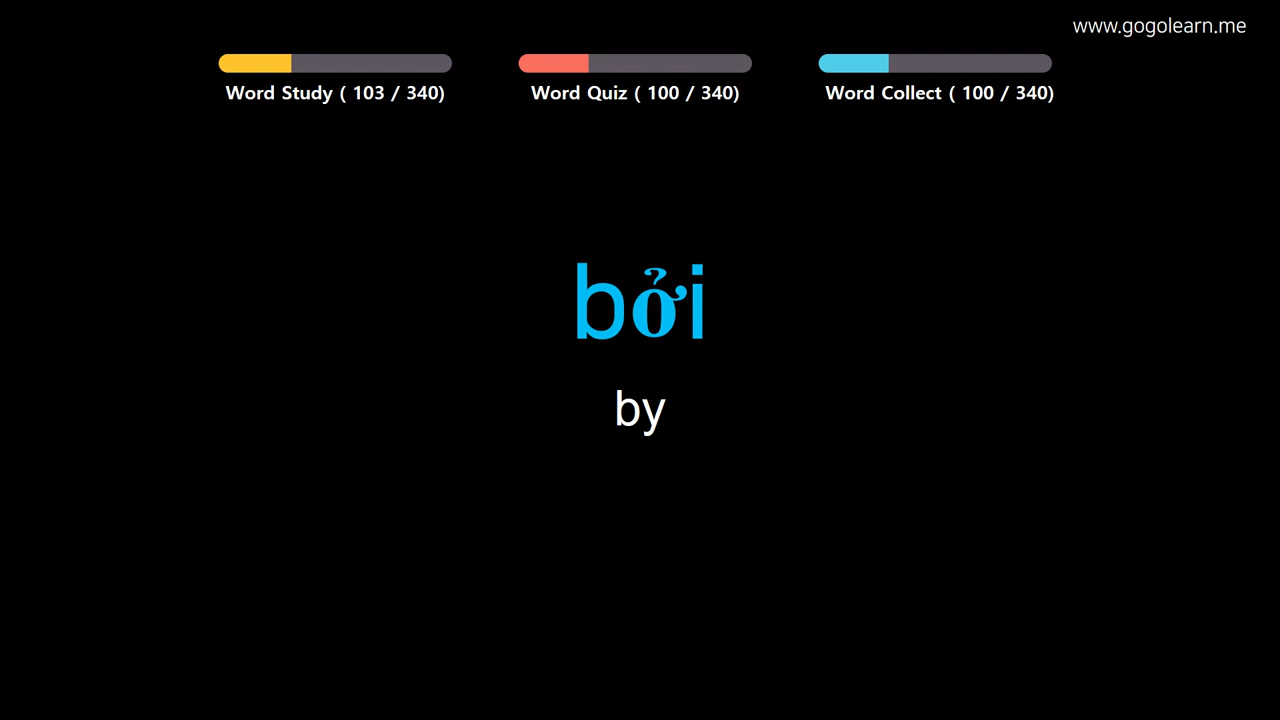 www.gogolearn.me
Word Study ( 103 / 340)
Word Quiz ( 100 / 340)
Word Collect ( 100 / 340)
bởi
by